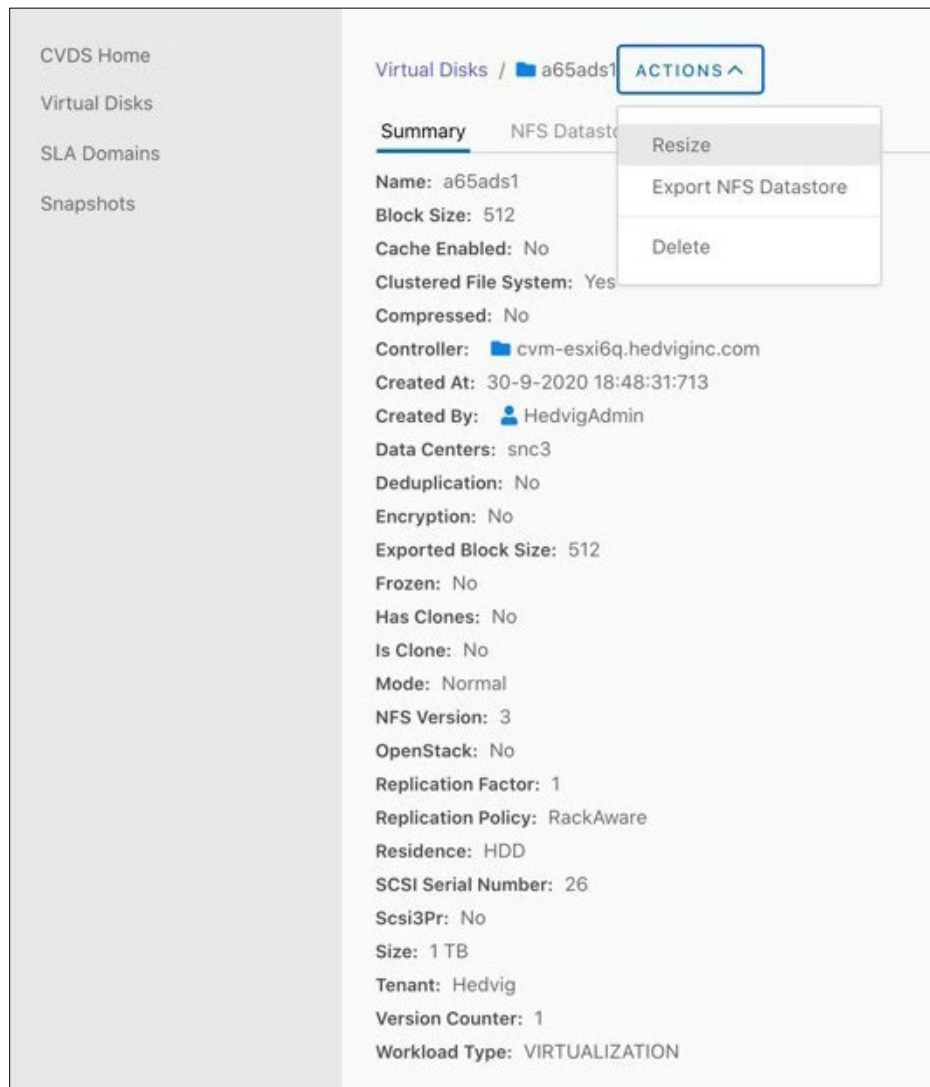 CVDS Home
Virtual Disks
SLA Domains
Snapshots
Virtual Disks / a65ads1
ACTIONS
Resize
Export NFS Datastore
Delete
Summary
NFS
Name: a65ads1
Block Size: 512
Cache Enabled: No
Clustered File System: Yes
Compressed: No
Controller: cvm-esxi6q.hedviginc.com
Created At: 30-9-2020 18:48:31:713
Created By: HedvigAdmin
Data Centers: snc3
Deduplication: No
Encryption: No
Exported Block Size: 512
Frozen: No
Has Clones: No
Is Clone: No
Mode: Normal
NFS Version: 3
OpenStack: No
Replication Factor: 1
Replication Policy: RackAware
Residence: HDD
SCSI Serial Number: 26
Scsi3Pr: No
Size: 1 TB
Tenant: Hedvig
Version Counter: 1
Workload Type: VIRTUALIZATION